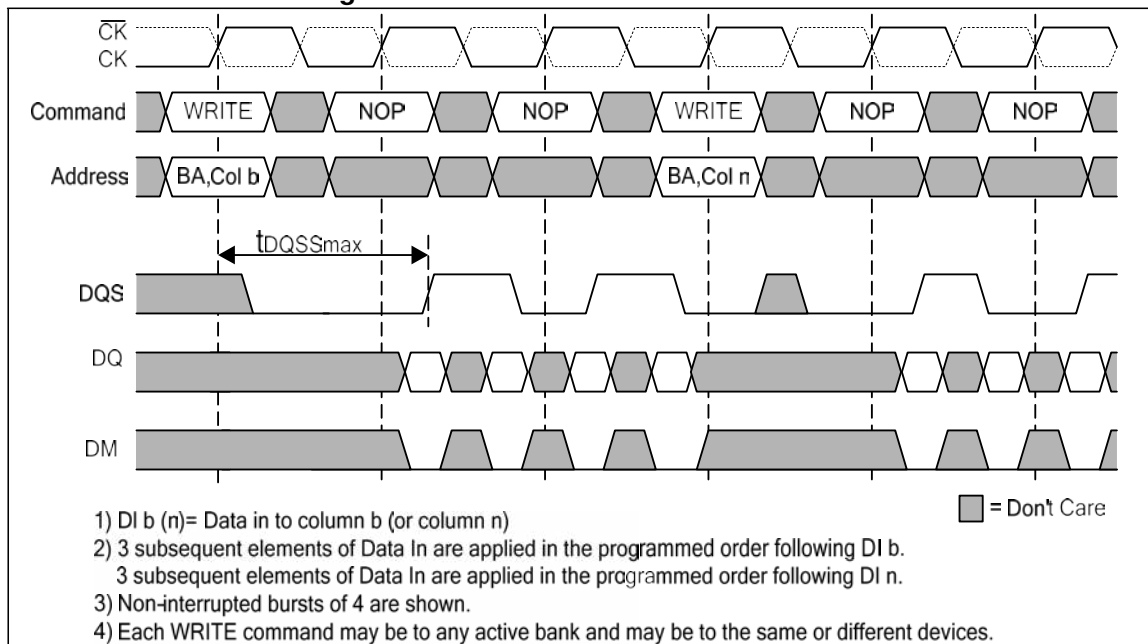 CK
CK
Command WRITE NOP NOP WRITE NOP NOP
Address BA,Col b BA,Col n
tDQSSmax
DQS
DQ
DM
= Don't Care
1) DI b (n)= Data in to column b (or column n)
2) 3 subsequent elements of Data In are applied in the programmed order following DI b.
3 subsequent elements of Data In are applied in the programmed order following DI n.
3) Non-interrupted bursts of 4 are shown.
4) Each WRITE command may be to any active bank and may be to the same or different devices.